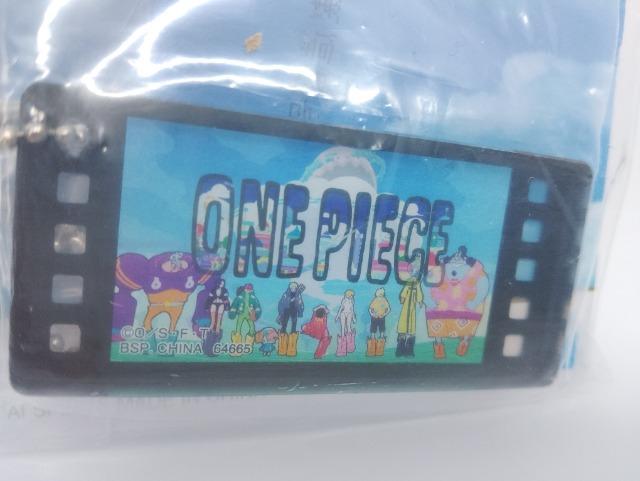 ONE PIECE
©O/S・F・T
BSP. CHINA 64665